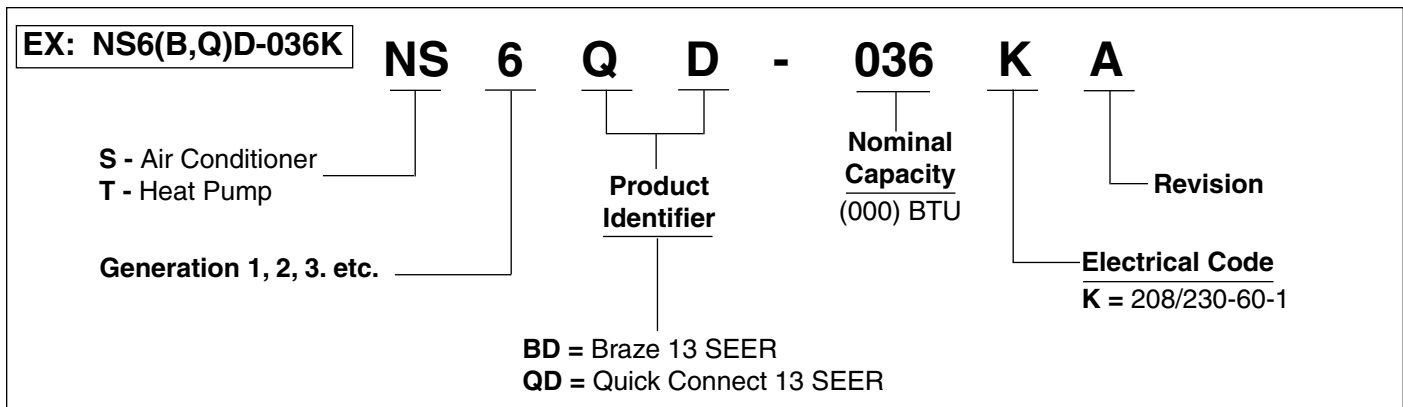 EX: NS6(B,Q)D-036K
NS 6 Q D - 036 K A
S - Air Conditioner
T - Heat Pump
Generation 1, 2, 3. etc.
Product
Identifier
BD = Braze 13 SEER
QD = Quick Connect 13 SEER
Nominal
Capacity
(000) BTU
Revision
Electrical Code
K = 208/230-60-1